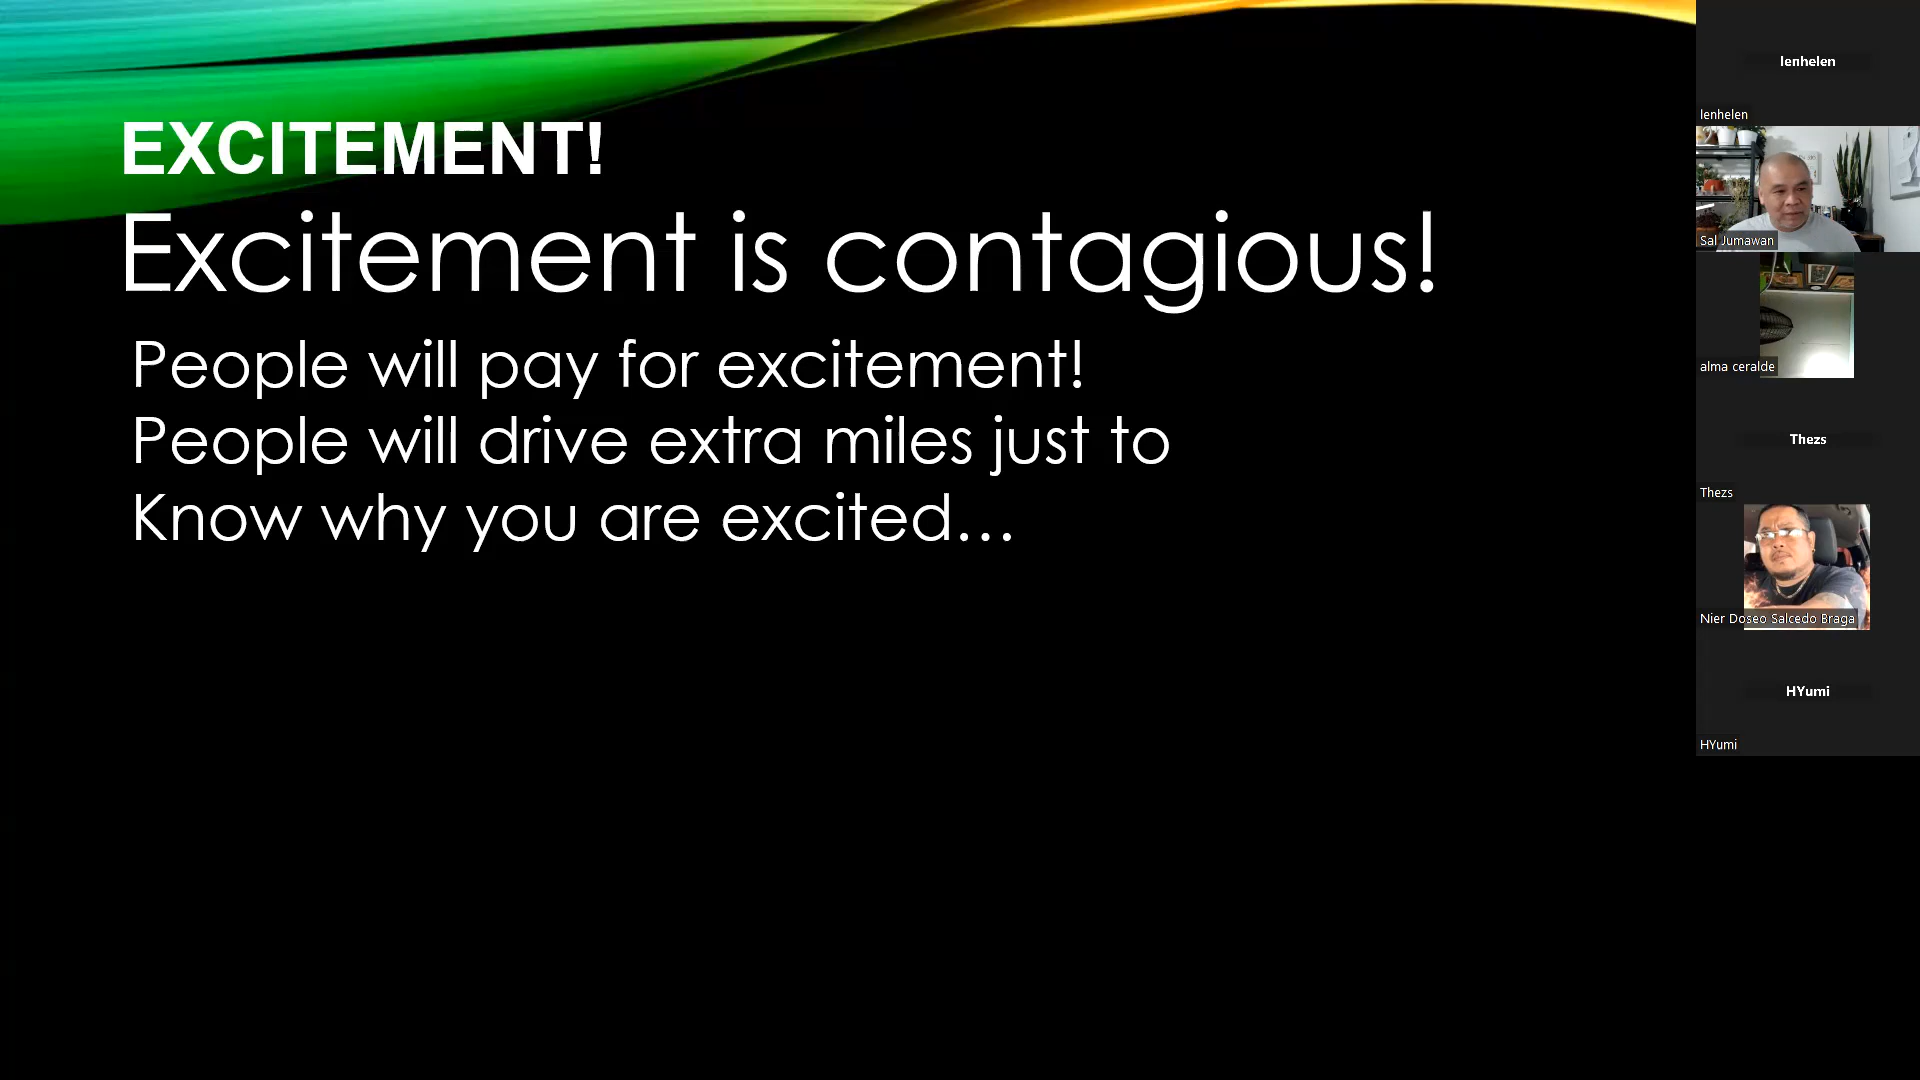 EXCITEMENT!
Excitement is contagious!
People will pay for excitement!
People will drive extra miles just to
Know why you are excited...
lenhelen
lenhelen
Sal Jumawan
alma ceralde
Thezs
Thezs
Nier Doseo Salcedo Braga
HYumi
HYumi